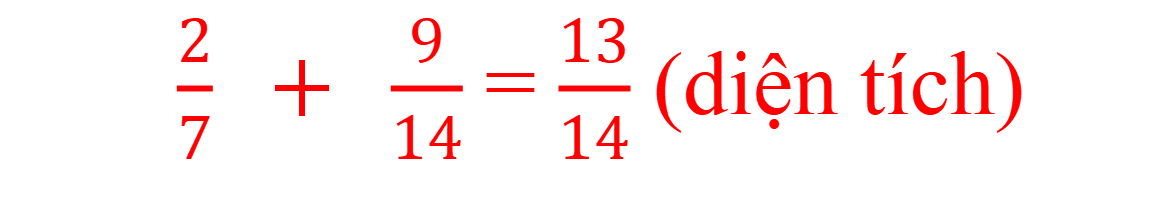 2/7 + 9/14 = 13/14 (diện tích)